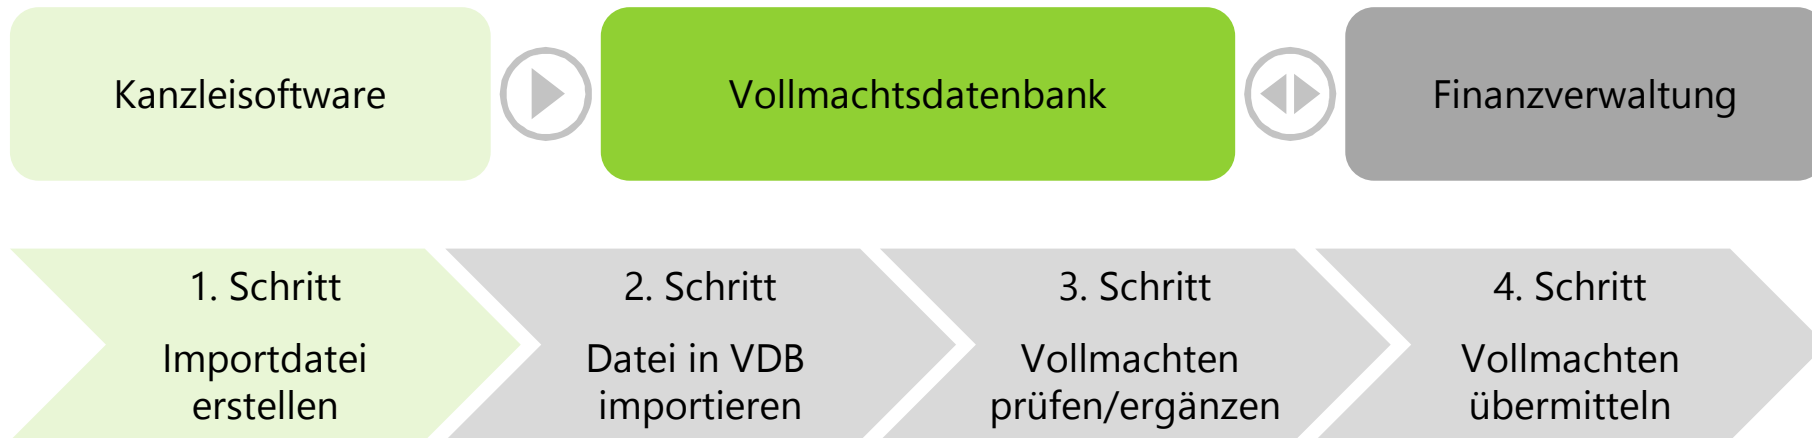 Kanzleisoftware
Vollmachtsdatenbank
Finanzverwaltung
1. Schritt
Importdatei
erstellen
2. Schritt
Datei in VDB
importieren
3. Schritt
Vollmachten
prüfen/ergänzen
4. Schritt
Vollmachten
übermitteln